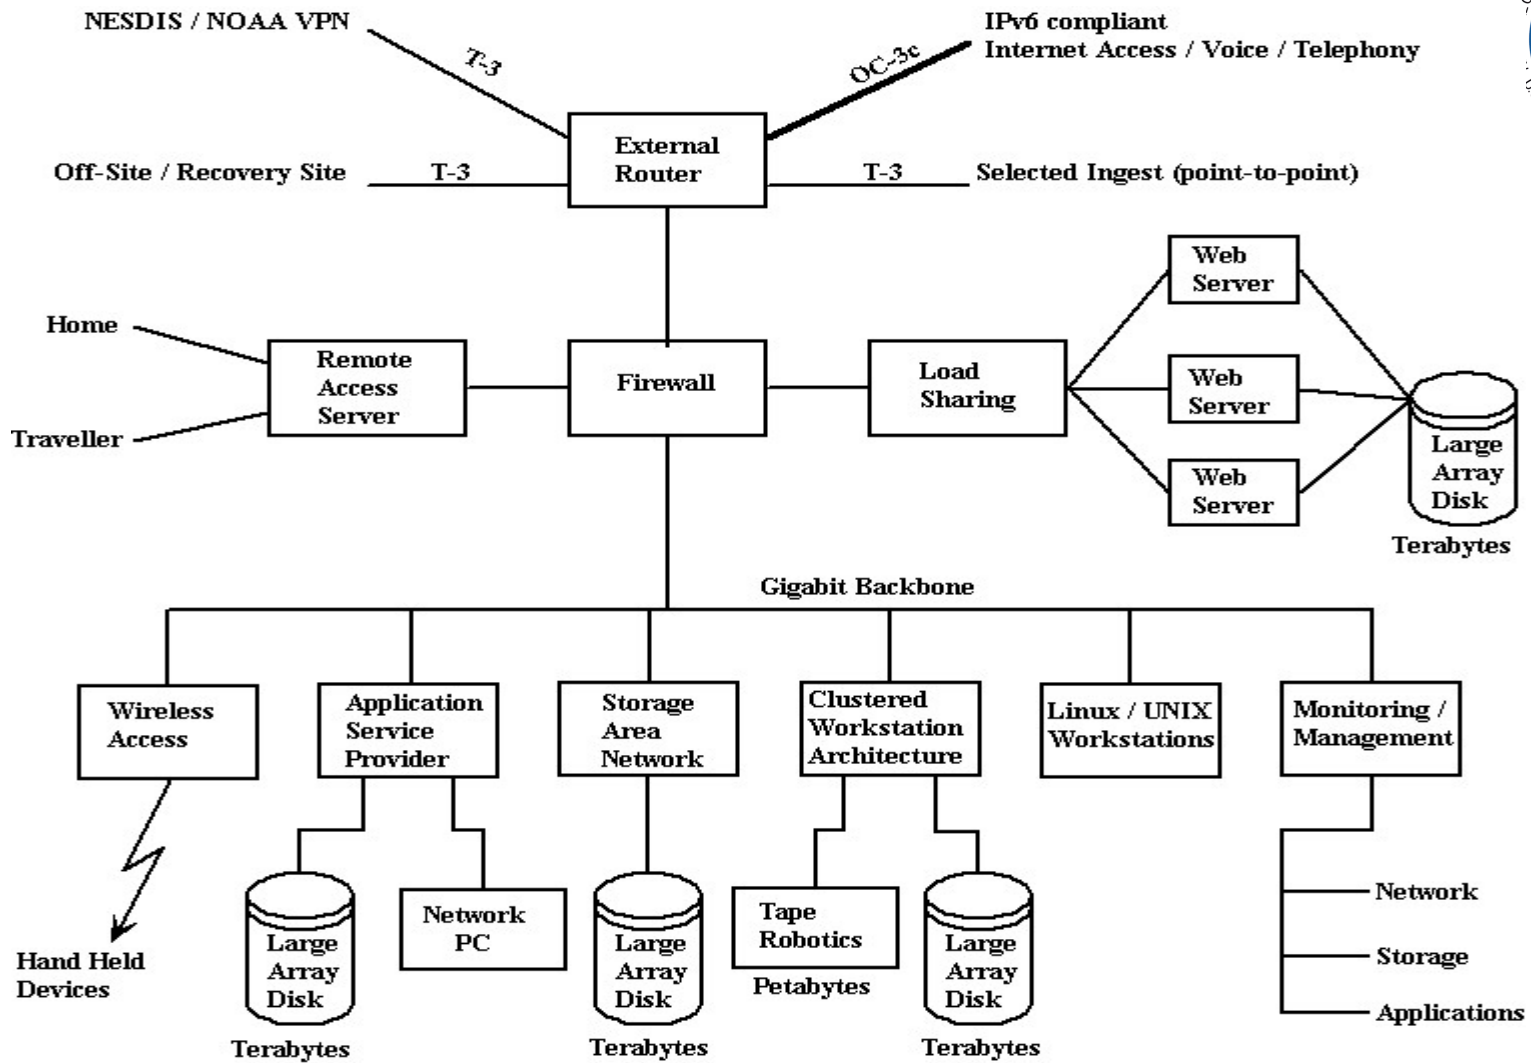 NESDIS / NOAA VPN
T-3
OC-3c
IPv6 compliant
Internet Access / Voice / Telephony
External
Router
Off-Site / Recovery Site
T-3
T-3
Selected Ingest (point-to-point)
Home
Traveller
Remote
Access
Server
Firewall
Load
Sharing
Web
Server
Web
Server
Web
Server
Large
Array
Disk
Terabytes
Gigabit Backbone
Wireless
Access
Application
Service
Provider
Storage
Area
Network
Clustered
Workstation
Architecture
Linux / UNIX
Workstations
Monitoring /
Management
Hand Held
Devices
Large
Array
Disk
Terabytes
Network
PC
Large
Array
Disk
Terabytes
Tape
Robotics
Petabytes
Large
Array
Disk
Terabytes
Network
Storage
Applications